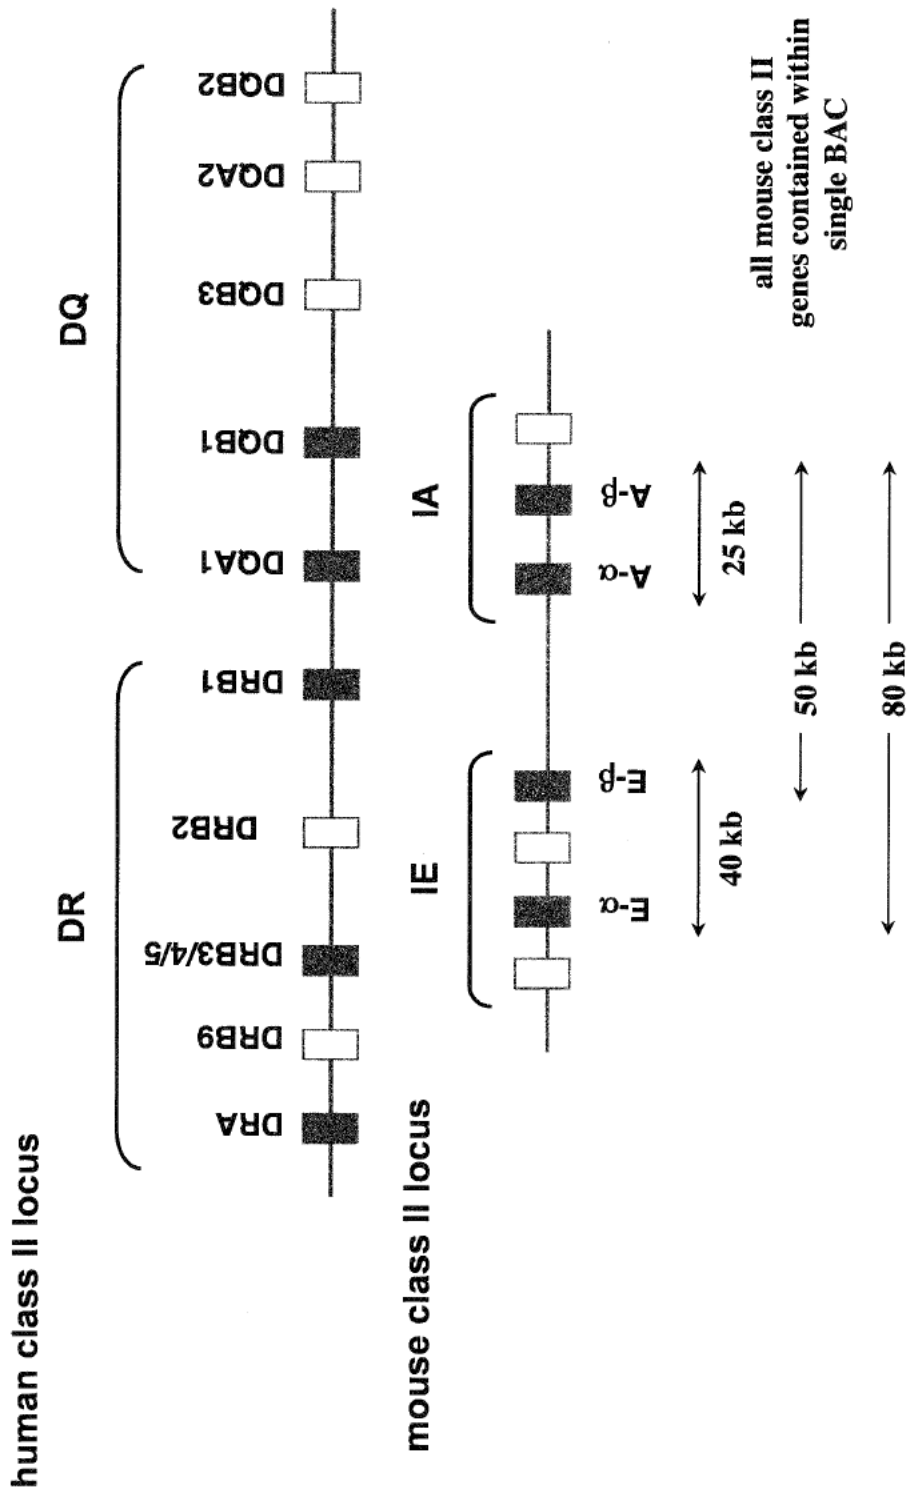 human class II locus
DR
DQ
DRA
DRB9
DRB3/4/5
DRB2
DRB1
DQA1
DQB1
DQB3
DQA2
DQB2
mouse class II locus
IE
IA
E-α
E-β
A-α
A-β
40 kb
25 kb
50 kb
80 kb
all mouse class II
genes contained within
single BAC